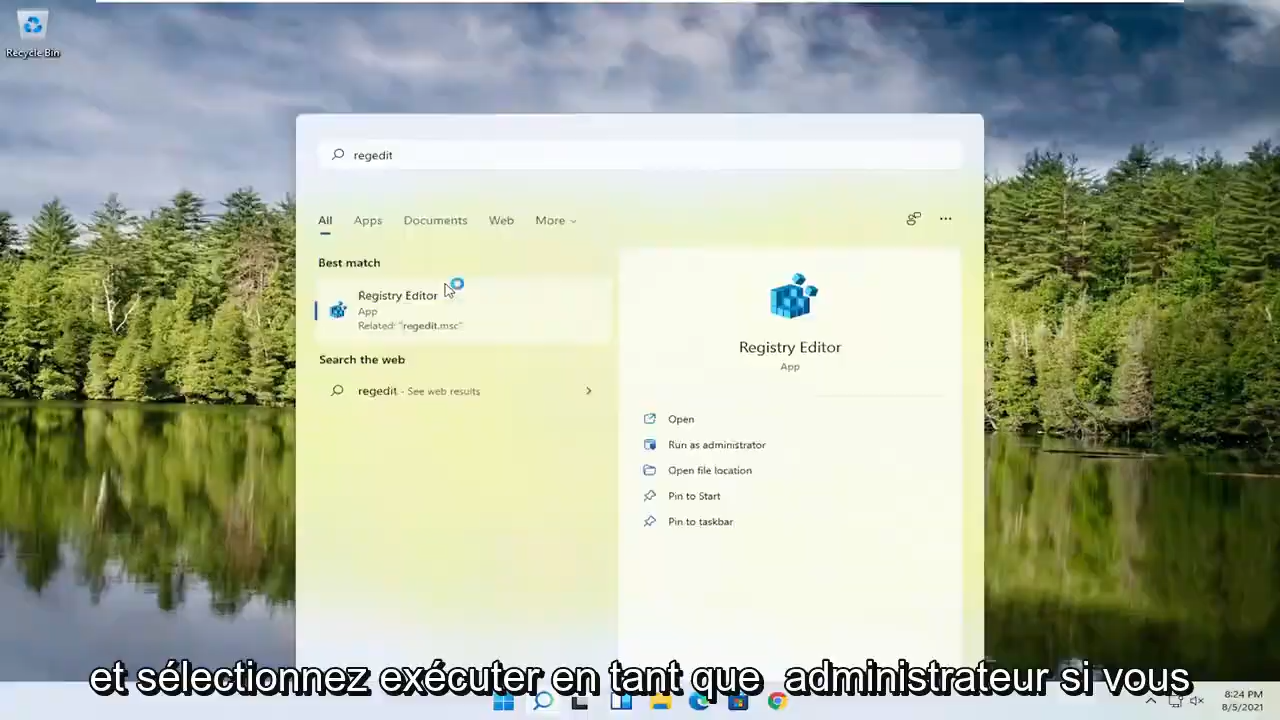 Recycle Bin
regedit
All Apps Documents Web More
Best match
Registry Editor
App
Related: "regedit.msc"
Search the web
regedit - See web results
Registry Editor
App
Open
Run as administrator
Open file location
Pin to Start
Pin to taskbar
et sélectionnez exécuter en tant que administrateur si vous
8:24 PM
8/5/2021